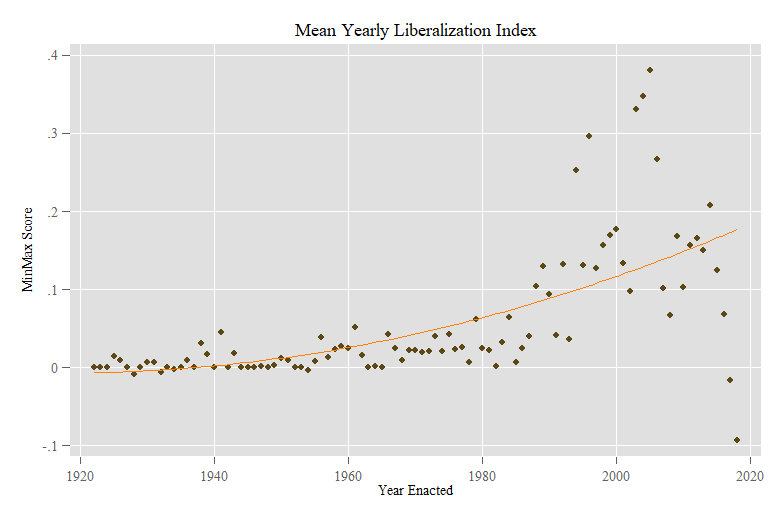 Mean Yearly Liberalization Index
.4
.3
.2
.1
0
-.1
MinMax Score
1920 1940 1960 1980 2000 2020
Year Enacted